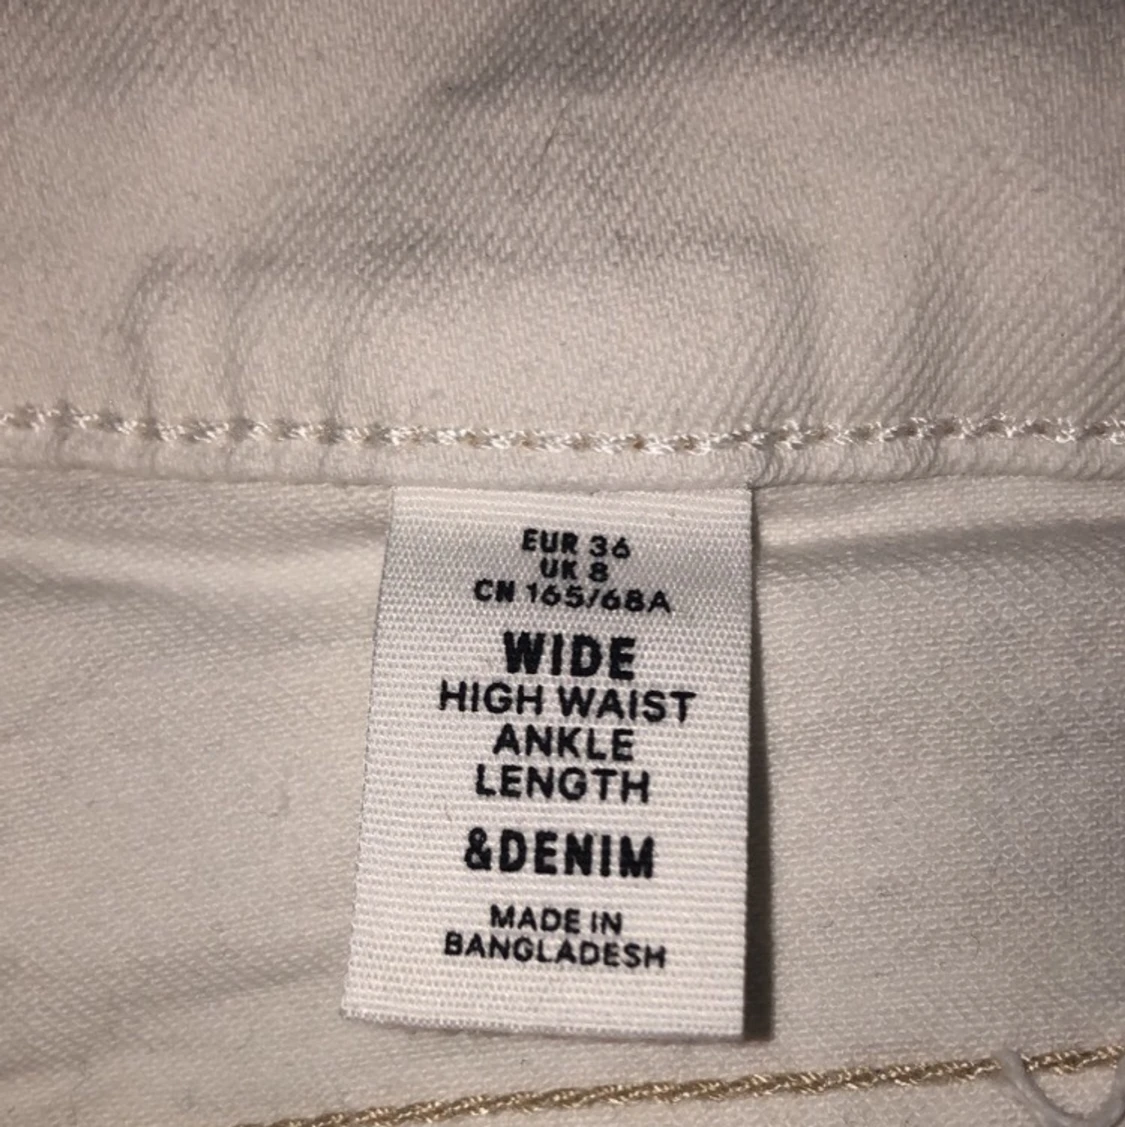 EUR 36
UK 8
CN 165/68A
WIDE
HIGH WAIST
ANKLE
LENGTH
&DENIM
MADE IN
BANGLADESH